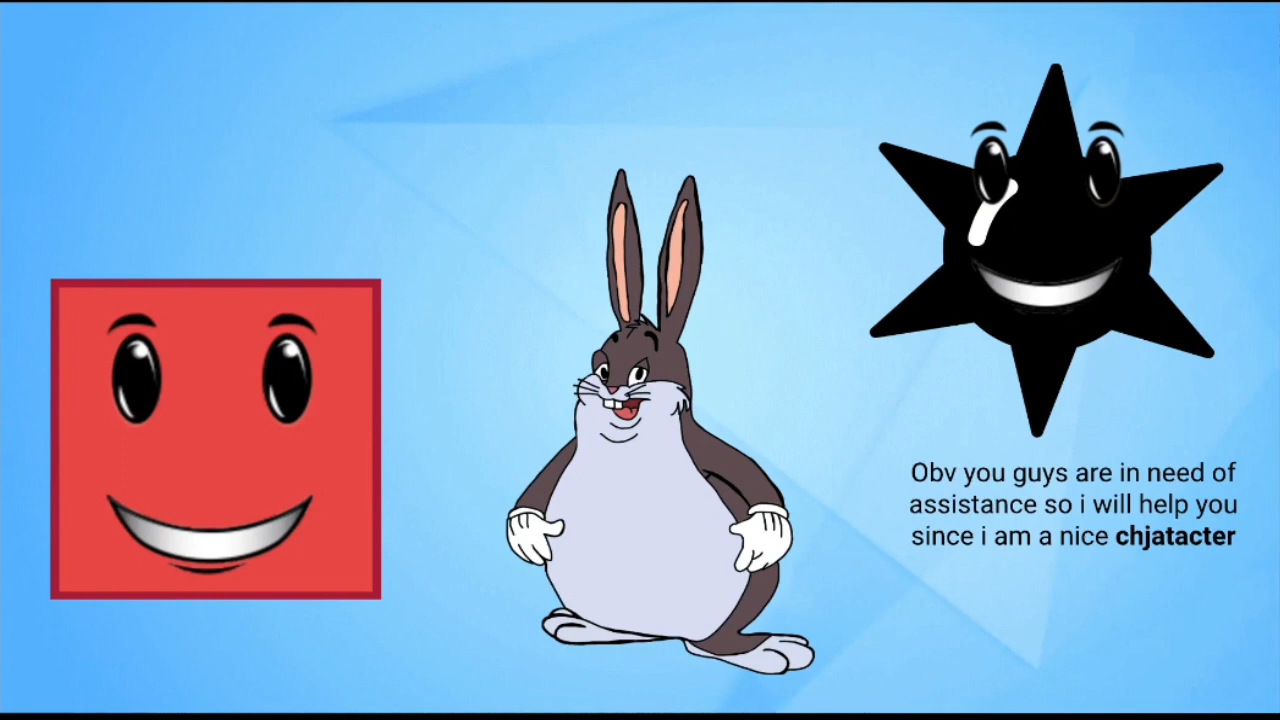 Obv you guys are in need of
assistance so i will help you
since i am a nice chjatacter